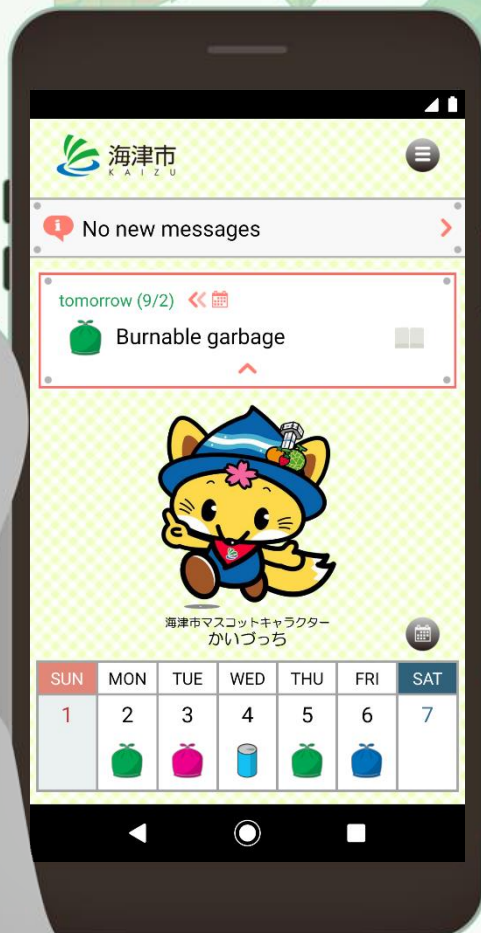 海津市
KAIZU
No new messages
tomorrow (9/2)
Burnable garbage
海津市マスコットキャラクター
かいづっち
SUN MON TUE WED THU FRI SAT
1 2 3 4 5 6 7